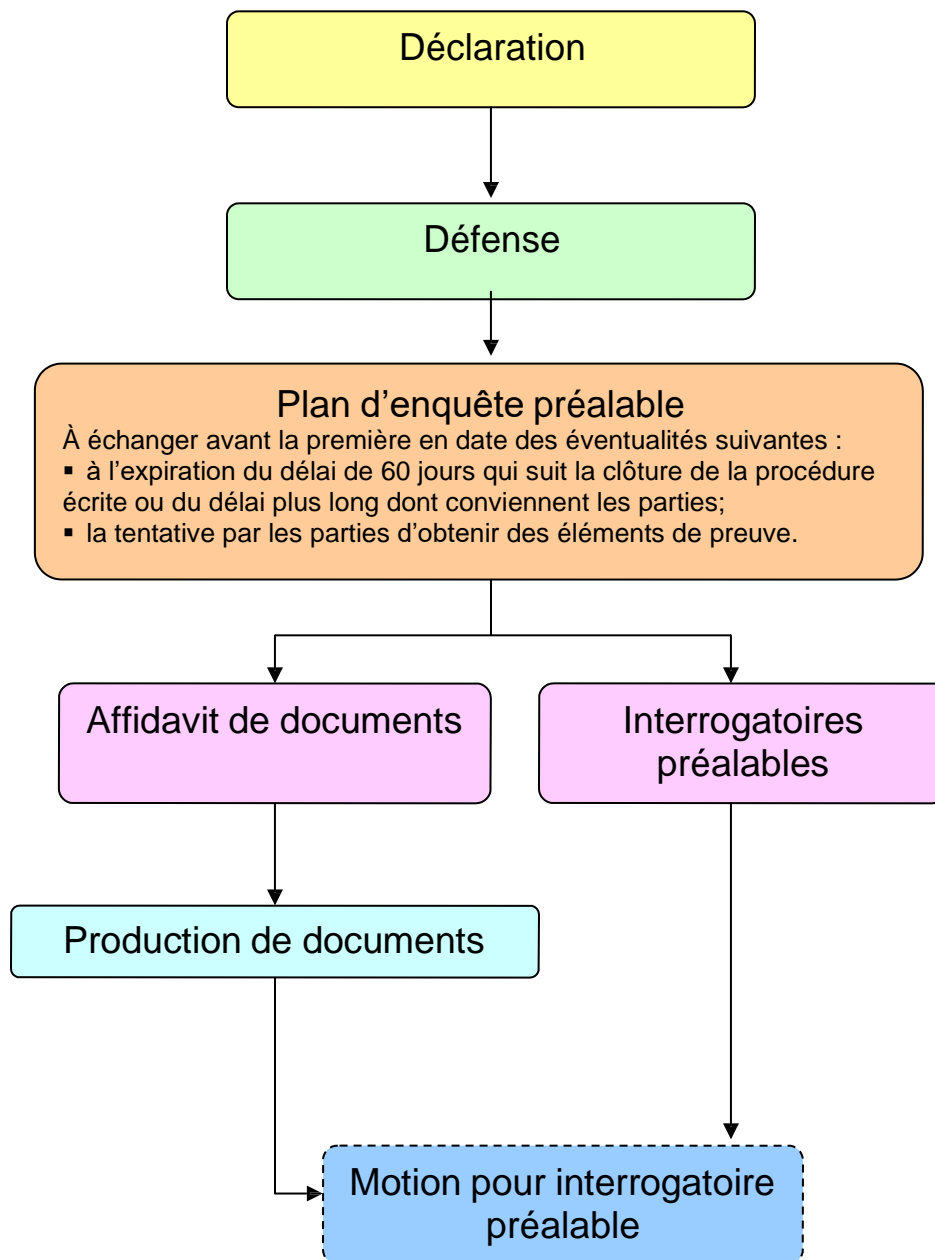 Déclaration
Défense
Plan d’enquête préalable
À échanger avant la première en date des éventualités suivantes :
▪ à l’expiration du délai de 60 jours qui suit la clôture de la procédure
écrite ou du délai plus long dont conviennent les parties;
▪ la tentative par les parties d’obtenir des éléments de preuve.
Affidavit de documents
Interrogatoires
préalables
Production de documents
Motion pour interrogatoire
préalable